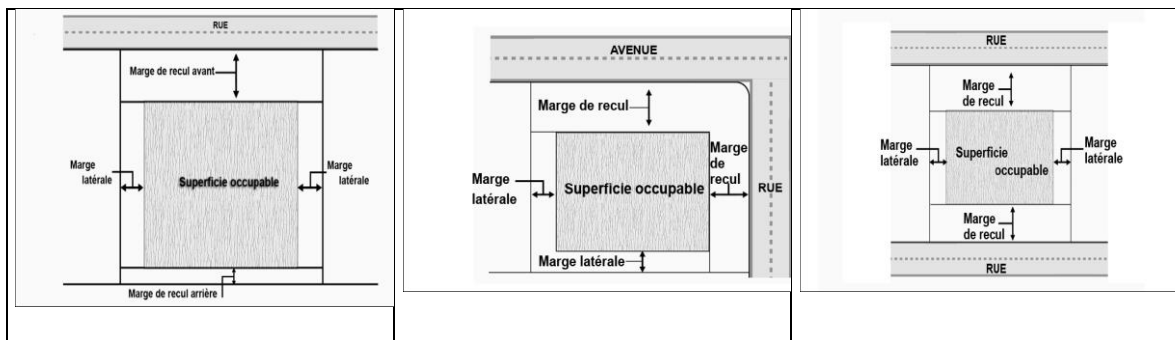 RUE
Marge de recul avant
Marge
latérale
Superficie occupable
Marge
latérale
Marge de recul arrière
AVENUE
Marge de recul
Marge
de
recul
Marge
latérale
Superficie occupable
RUE
Marge latérale
RUE
Marge
de recul
Marge
latérale
Superficie
occupable
Marge
latérale
Marge
de recul
RUE